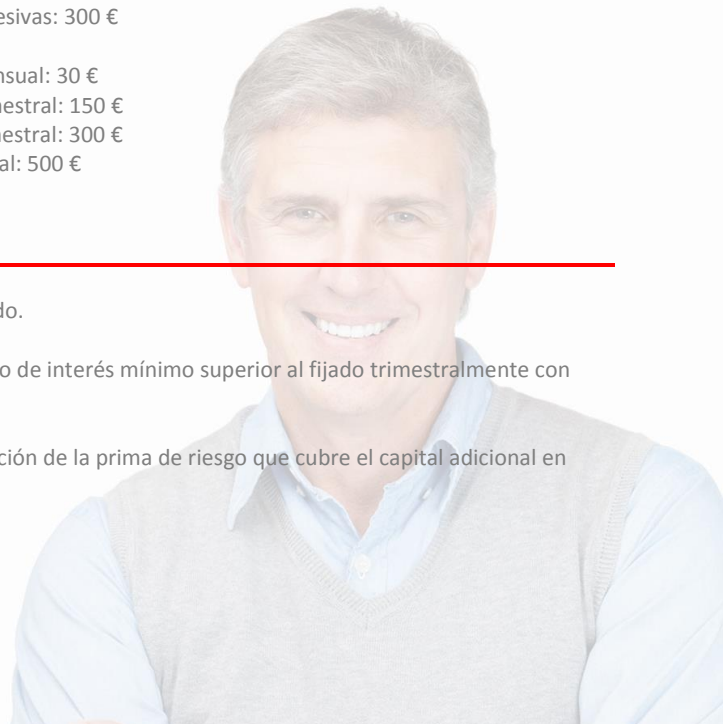 esivas: 300 €
nsual: 30 €
nestral: 150 €
nestral: 300 €
al: 500 €
do.
o de interés mínimo superior al fijado trimestralmente con
ción de la prima de riesgo que cubre el capital adicional en